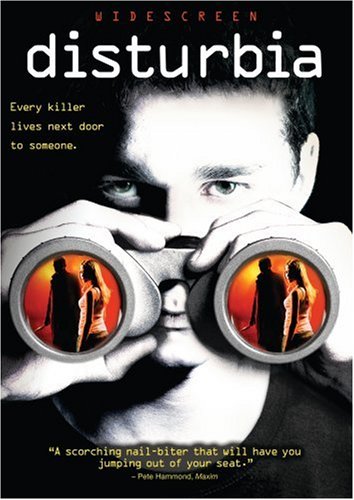 WIDESCREEN
disturbia
Every killer
lives next door
to someone.
"A scorching nail-biter that will have you
jumping out of your seat."
– Pete Hammond, Maxim